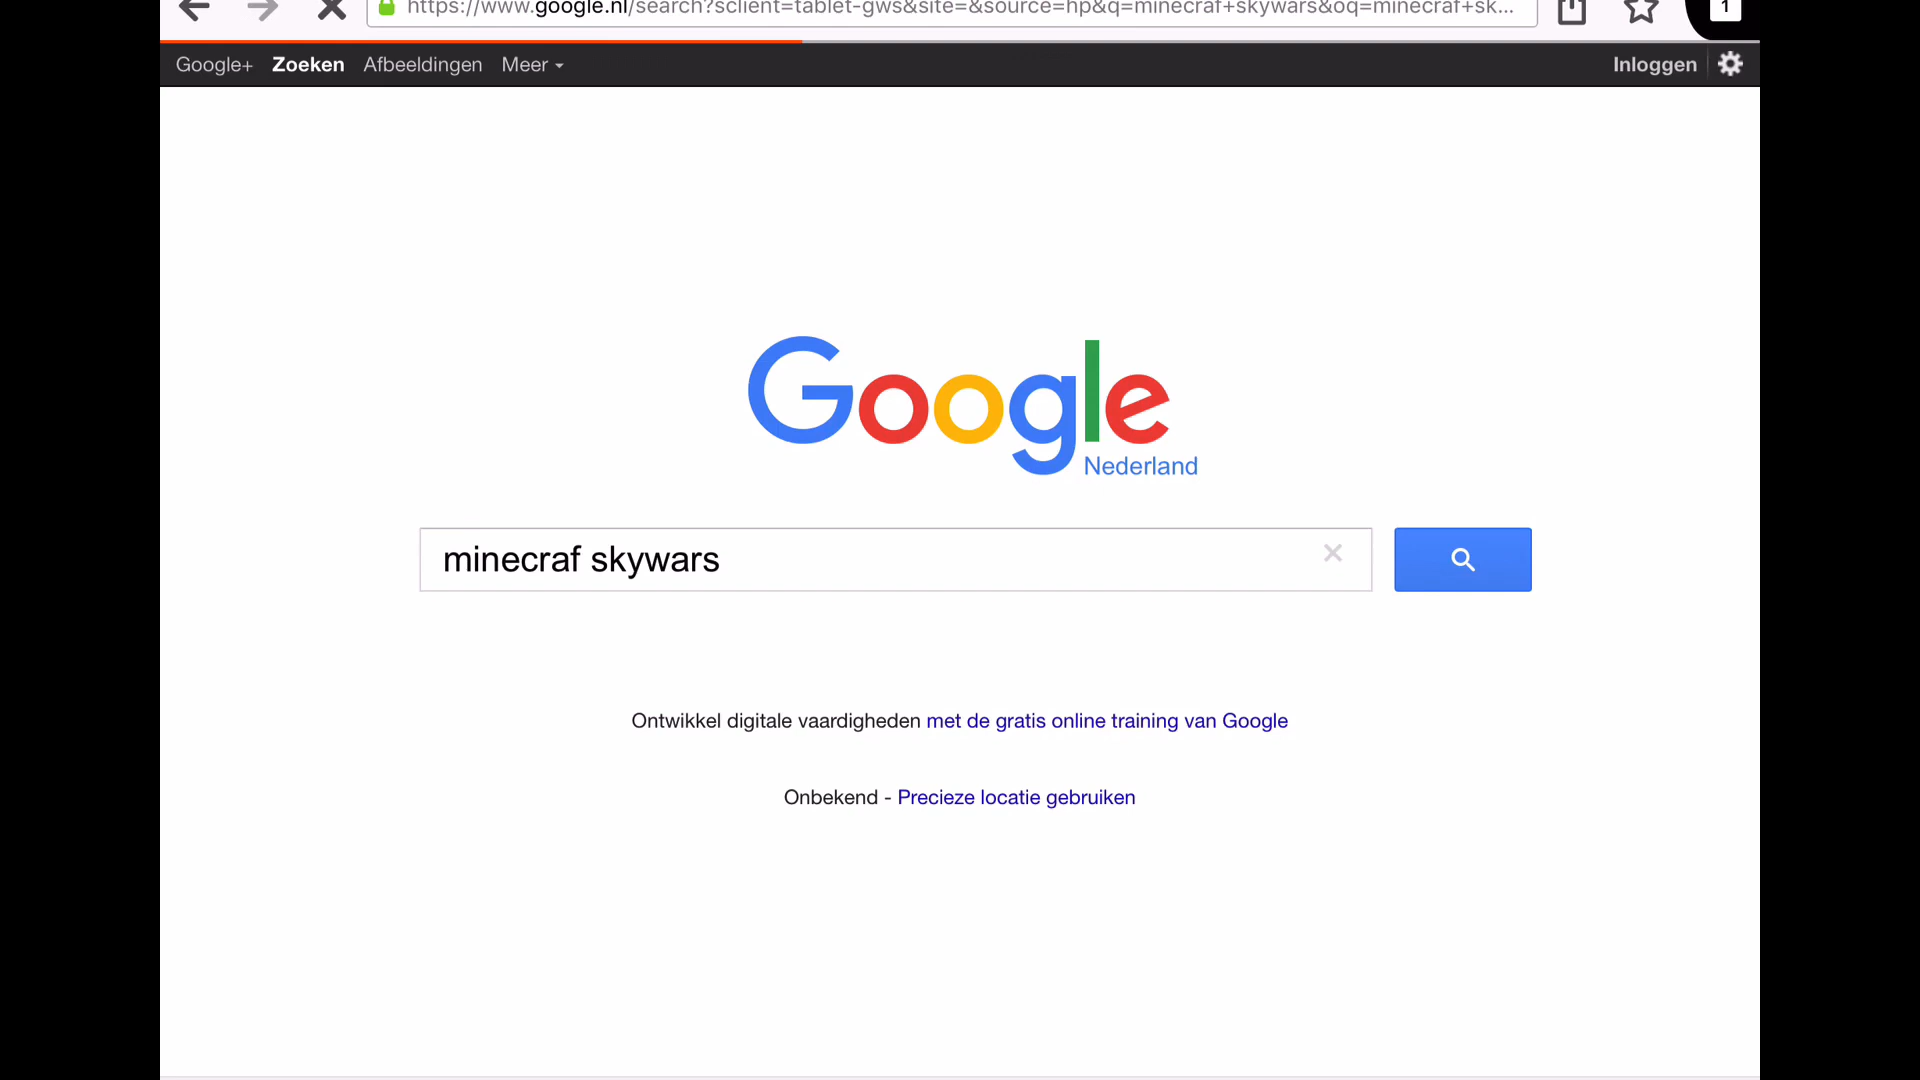 https://www.google.nl/search?sclient=tablet-gws&site=&source=hp&q=minecraf+skywars&oq=minecraf+sk...
1
Google+ Zoeken Afbeeldingen Meer Inloggen
Google
Nederland
minecraf skywars
Ontwikkel digitale vaardigheden met de gratis online training van Google
Onbekend - Precieze locatie gebruiken